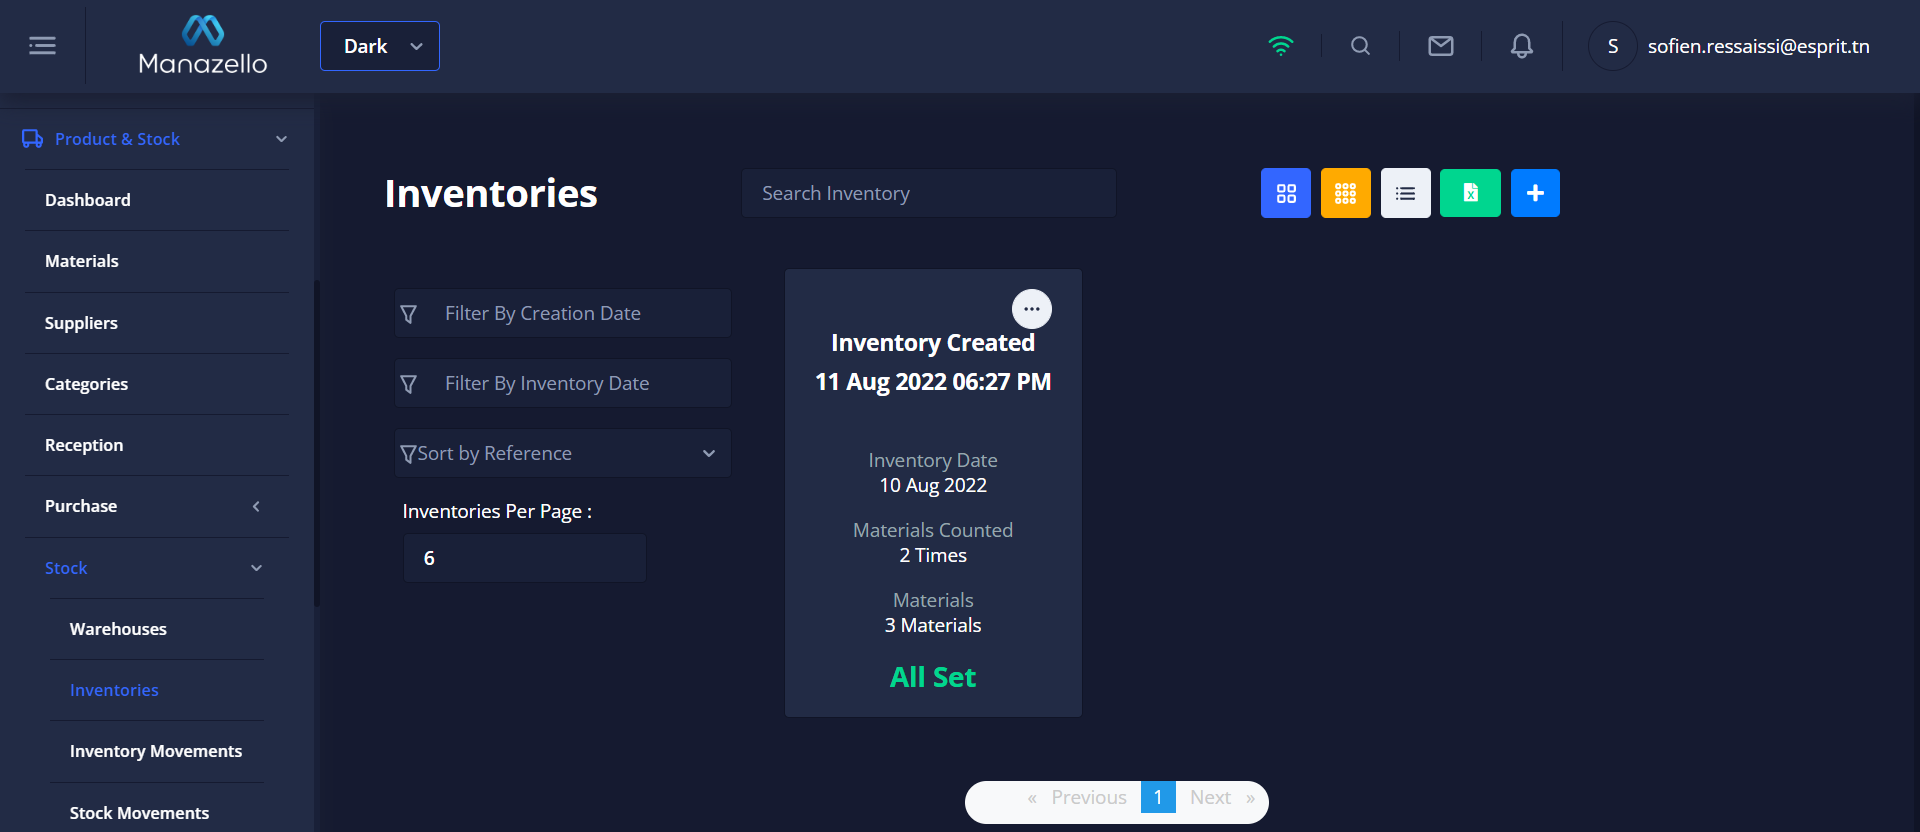 Manazello
Dark
S
sofien.ressaissi@esprit.tn
Product & Stock
Dashboard
Materials
Suppliers
Categories
Reception
Purchase
Stock
Warehouses
Inventories
Inventory Movements
Stock Movements
Inventories
Search Inventory
Filter By Creation Date
Filter By Inventory Date
Sort by Reference
Inventories Per Page :
6
Inventory Created
11 Aug 2022 06:27 PM
Inventory Date
10 Aug 2022
Materials Counted
2 Times
Materials
3 Materials
All Set
« Previous 1 Next »